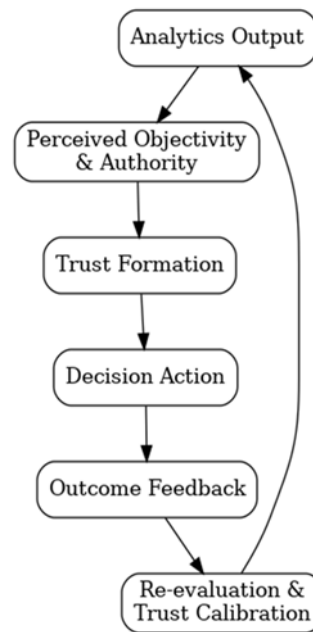 Analytics Output
Perceived Objectivity
& Authority
Trust Formation
Decision Action
Outcome Feedback
Re-evaluation &
Trust Calibration